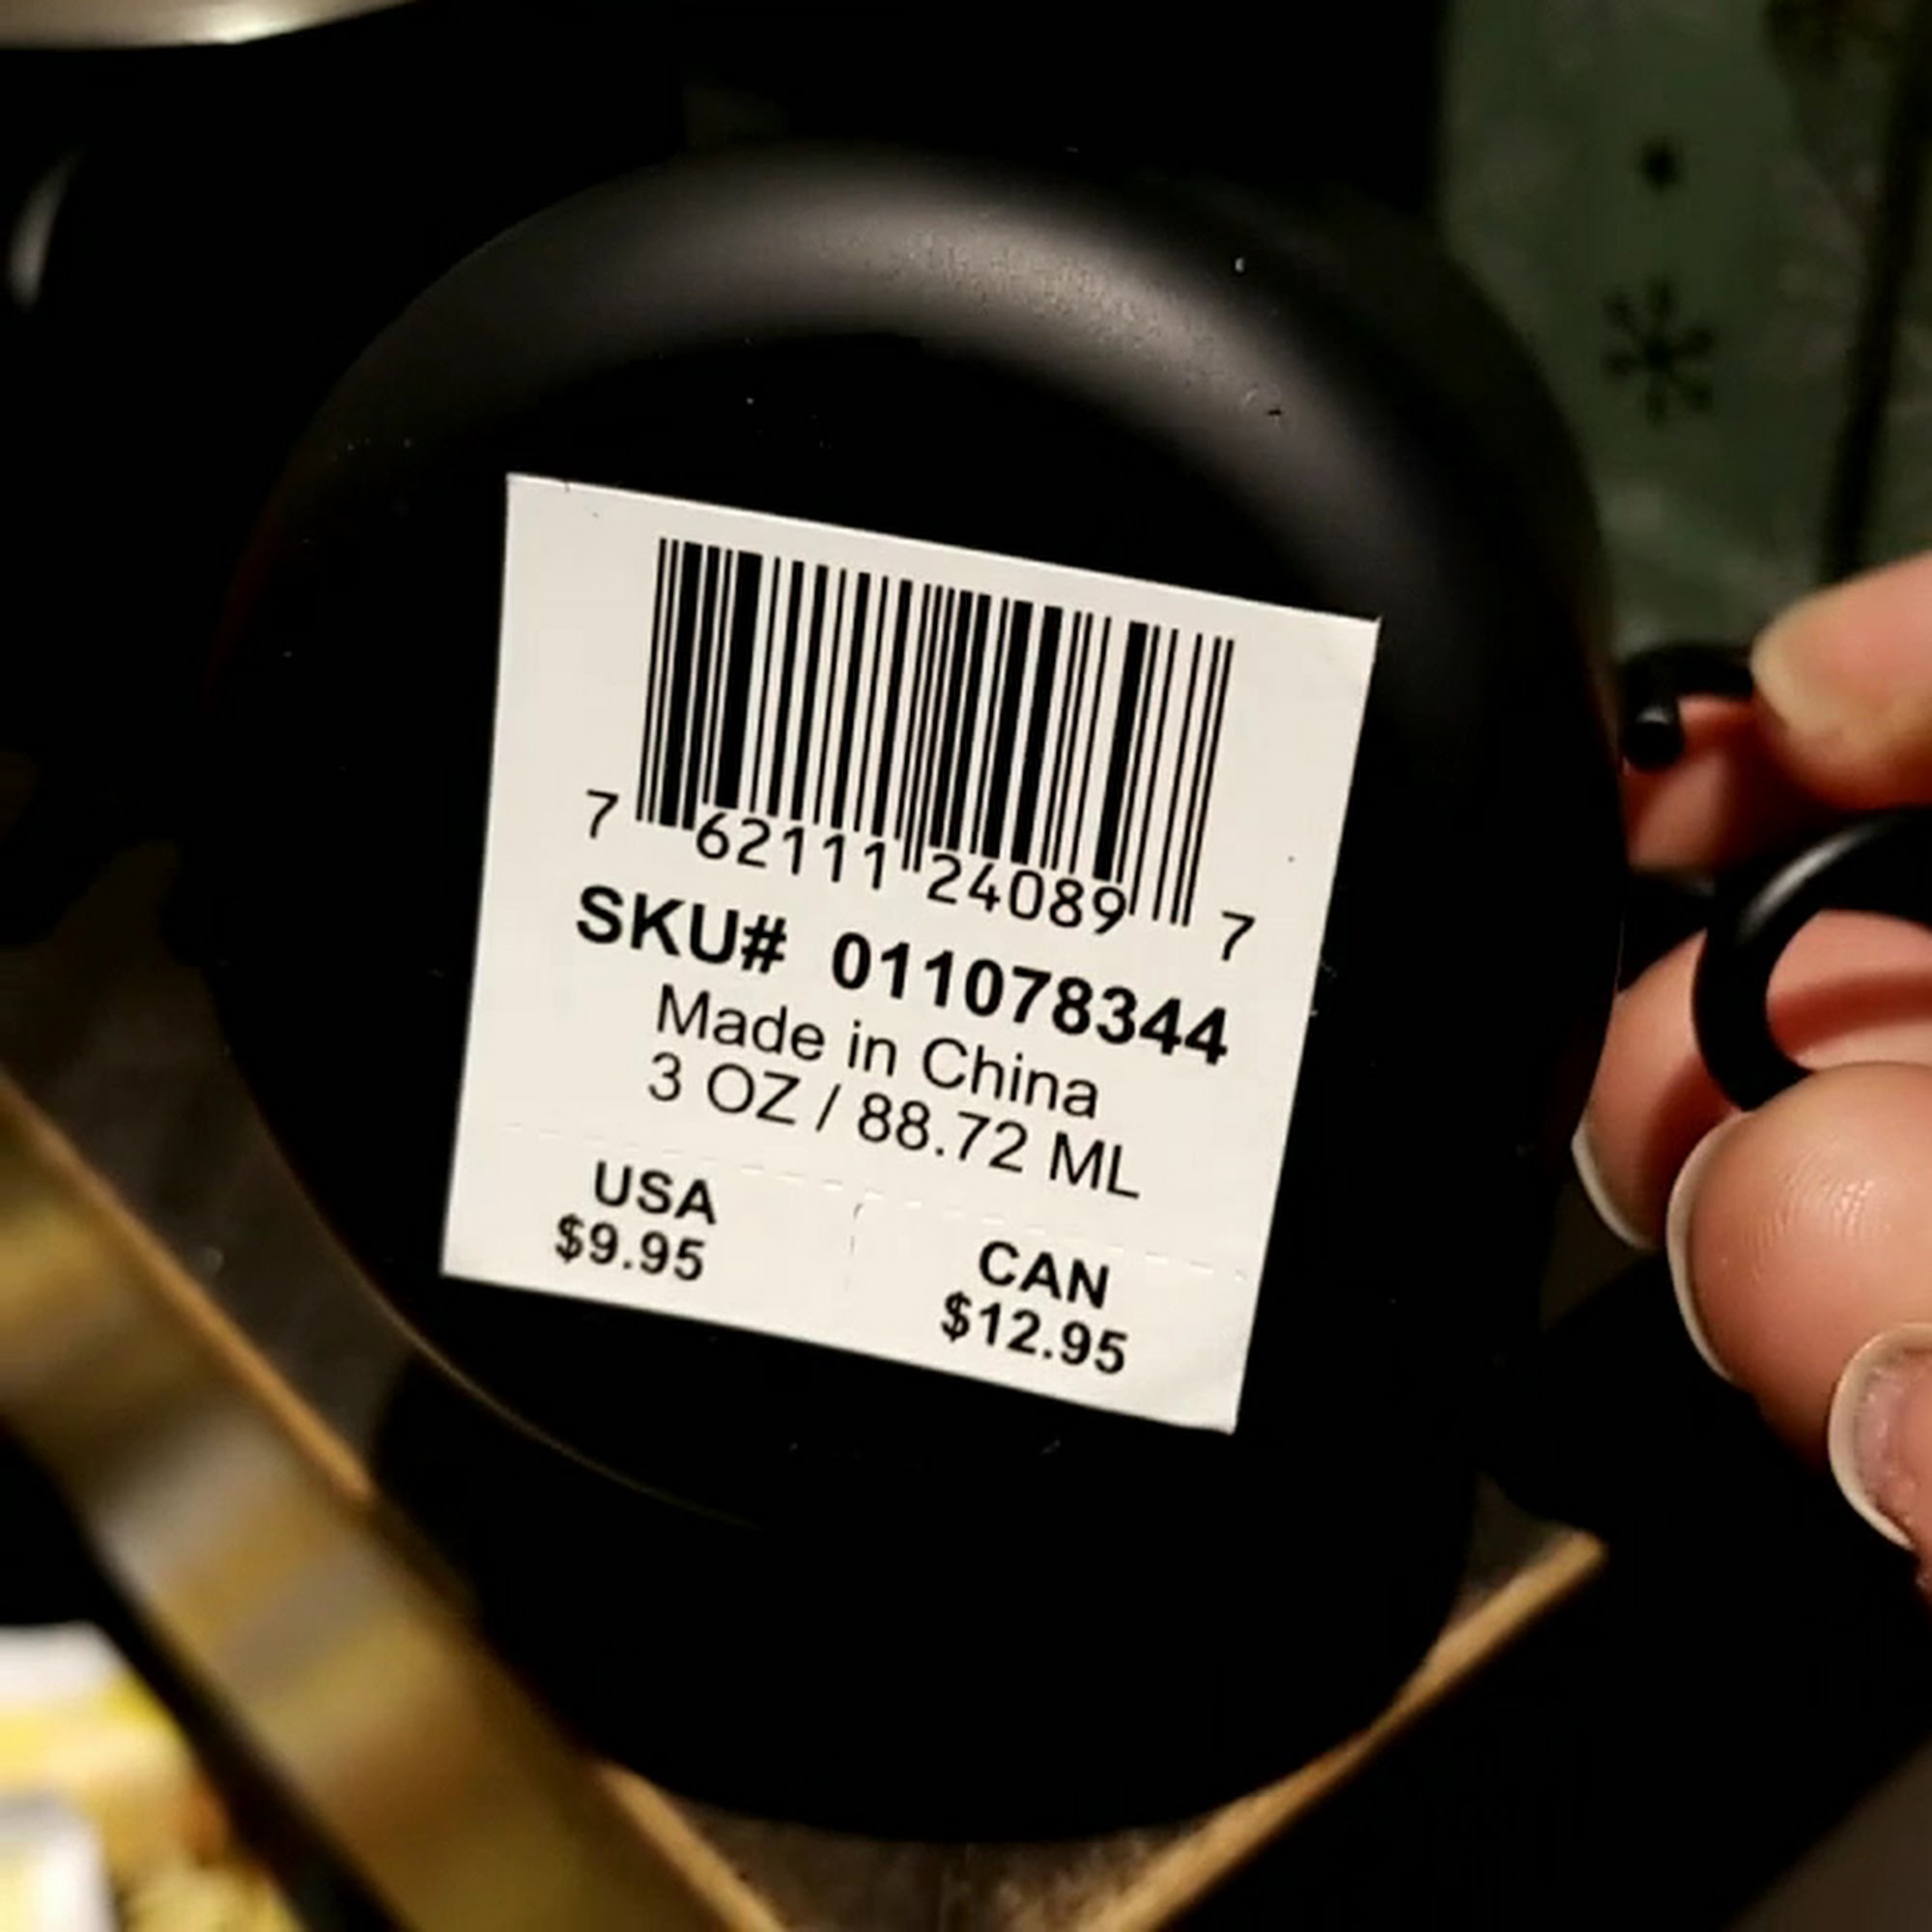 7 62111 24089 7
SKU# 011078344
Made in China
3 OZ / 88.72 ML
USA
$9.95
CAN
$12.95